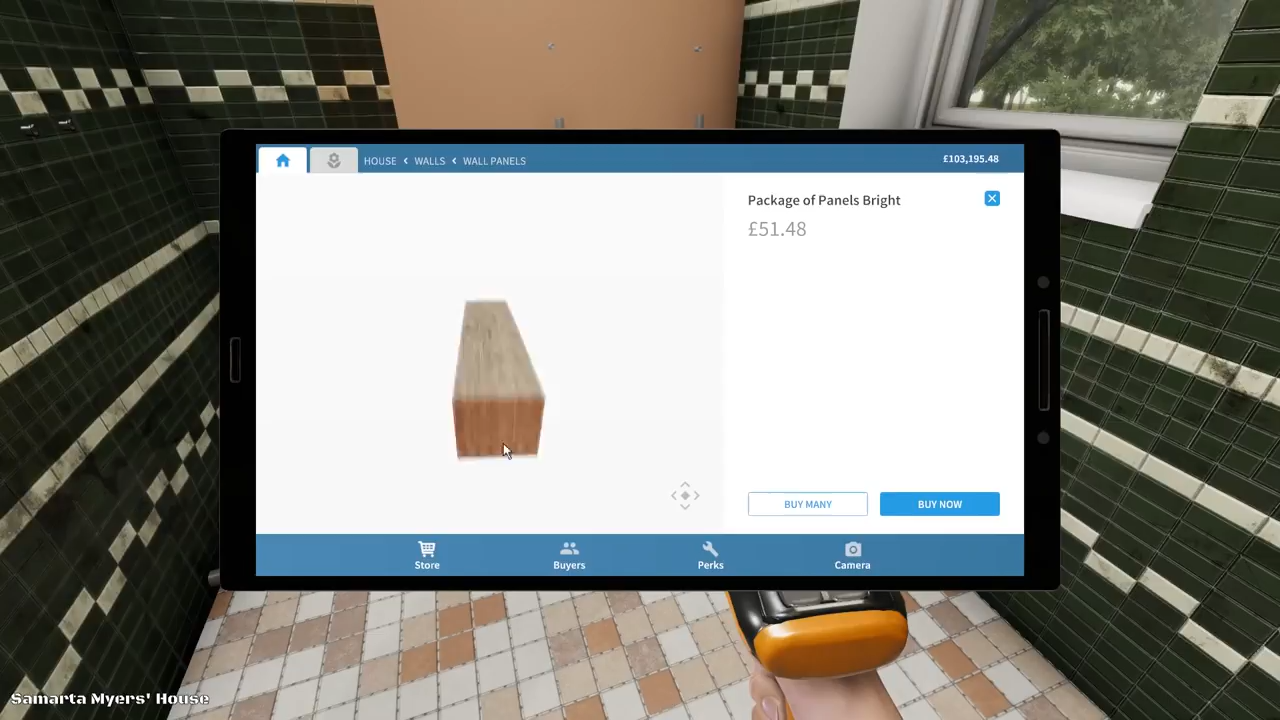 HOUSE < WALLS < WALL PANELS
£103,195.48
Package of Panels Bright
£51.48
BUY MANY
BUY NOW
Store
Buyers
Perks
Camera
Samarta Myers' House